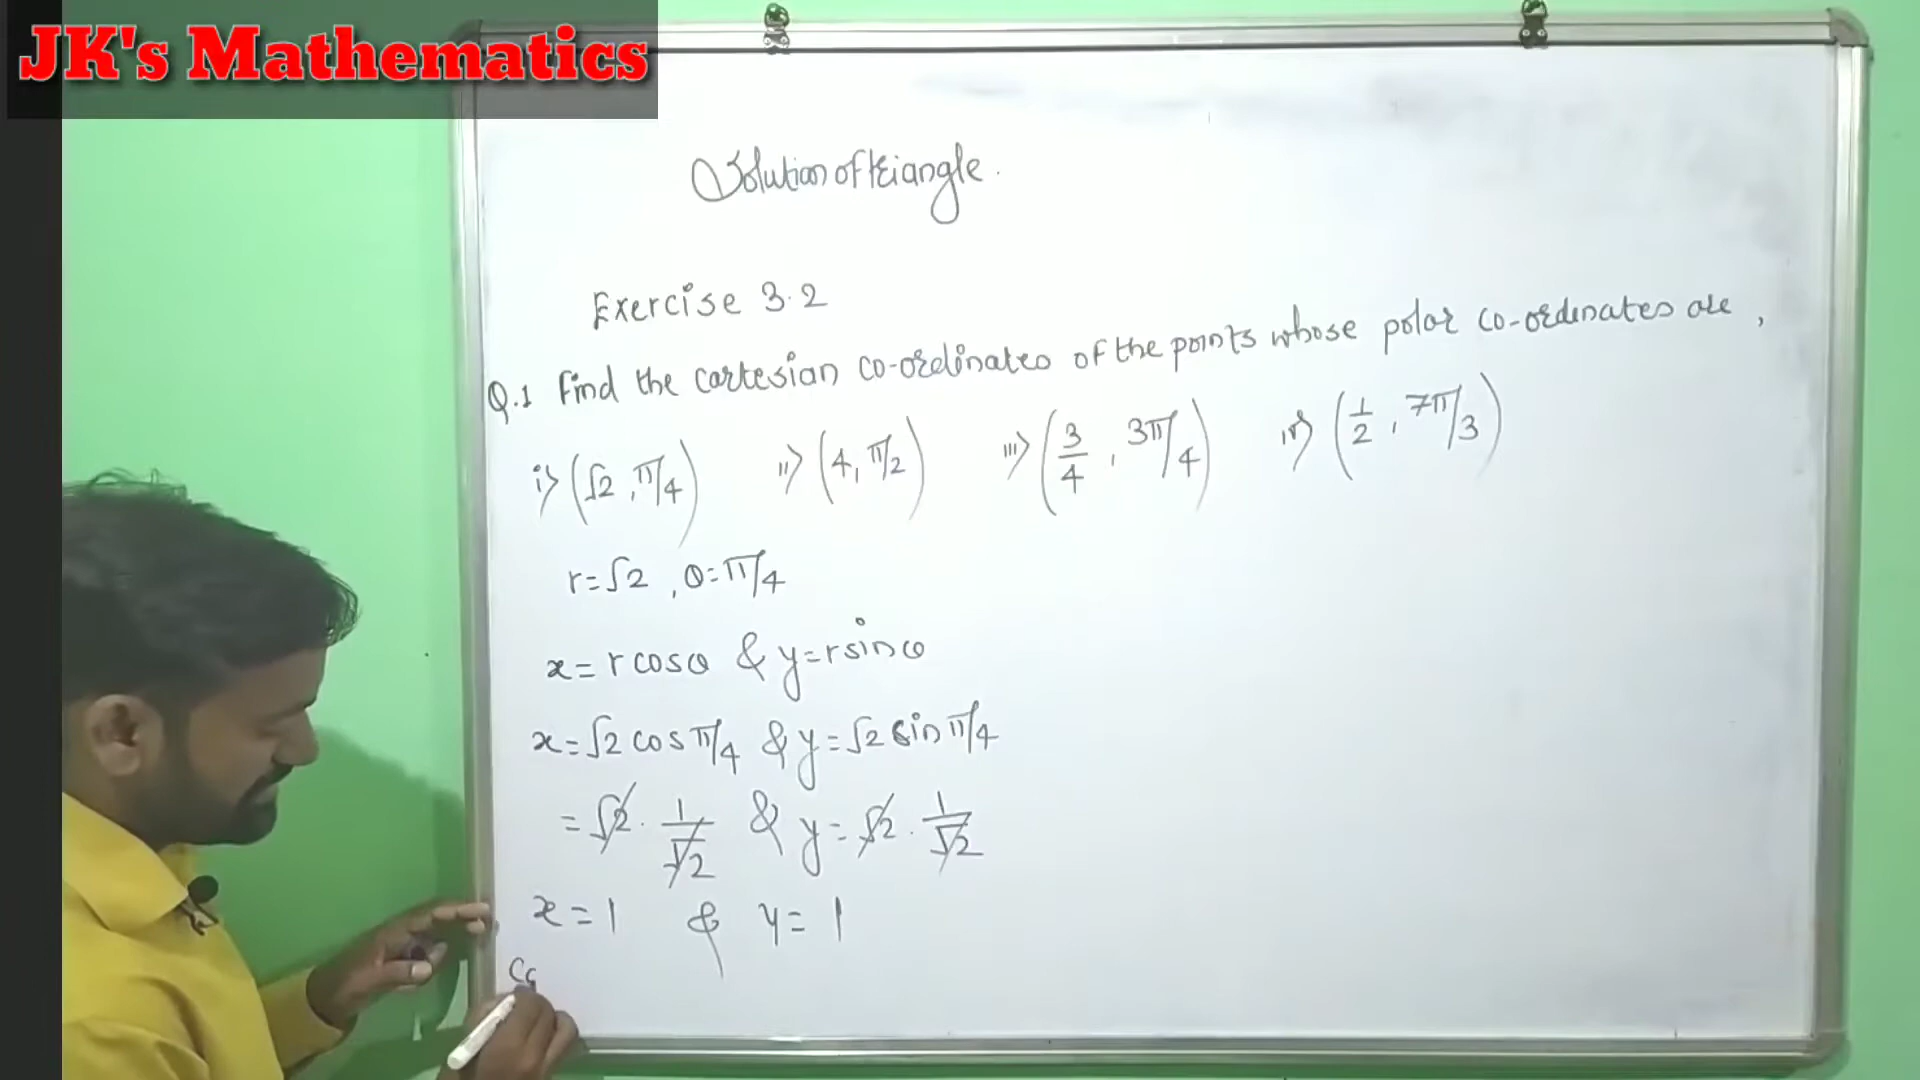 JK's Mathematics
Solution of triangle.
Exercise 3.2
Q.1 Find the cartesian co-ordinates of the points whose polar co-ordinates are,
i> (√2, π/4) ii> (4, π/2) iii> (3/4, 3π/4) iv> (1/2, 7π/3)
r=√2, θ=π/4
x=r cosθ & y=r sinθ
x=√2 cos π/4 & y=√2 sin π/4
=√2 . 1/√2 & y=√2 . 1/√2
x=1 & y=1
Ca